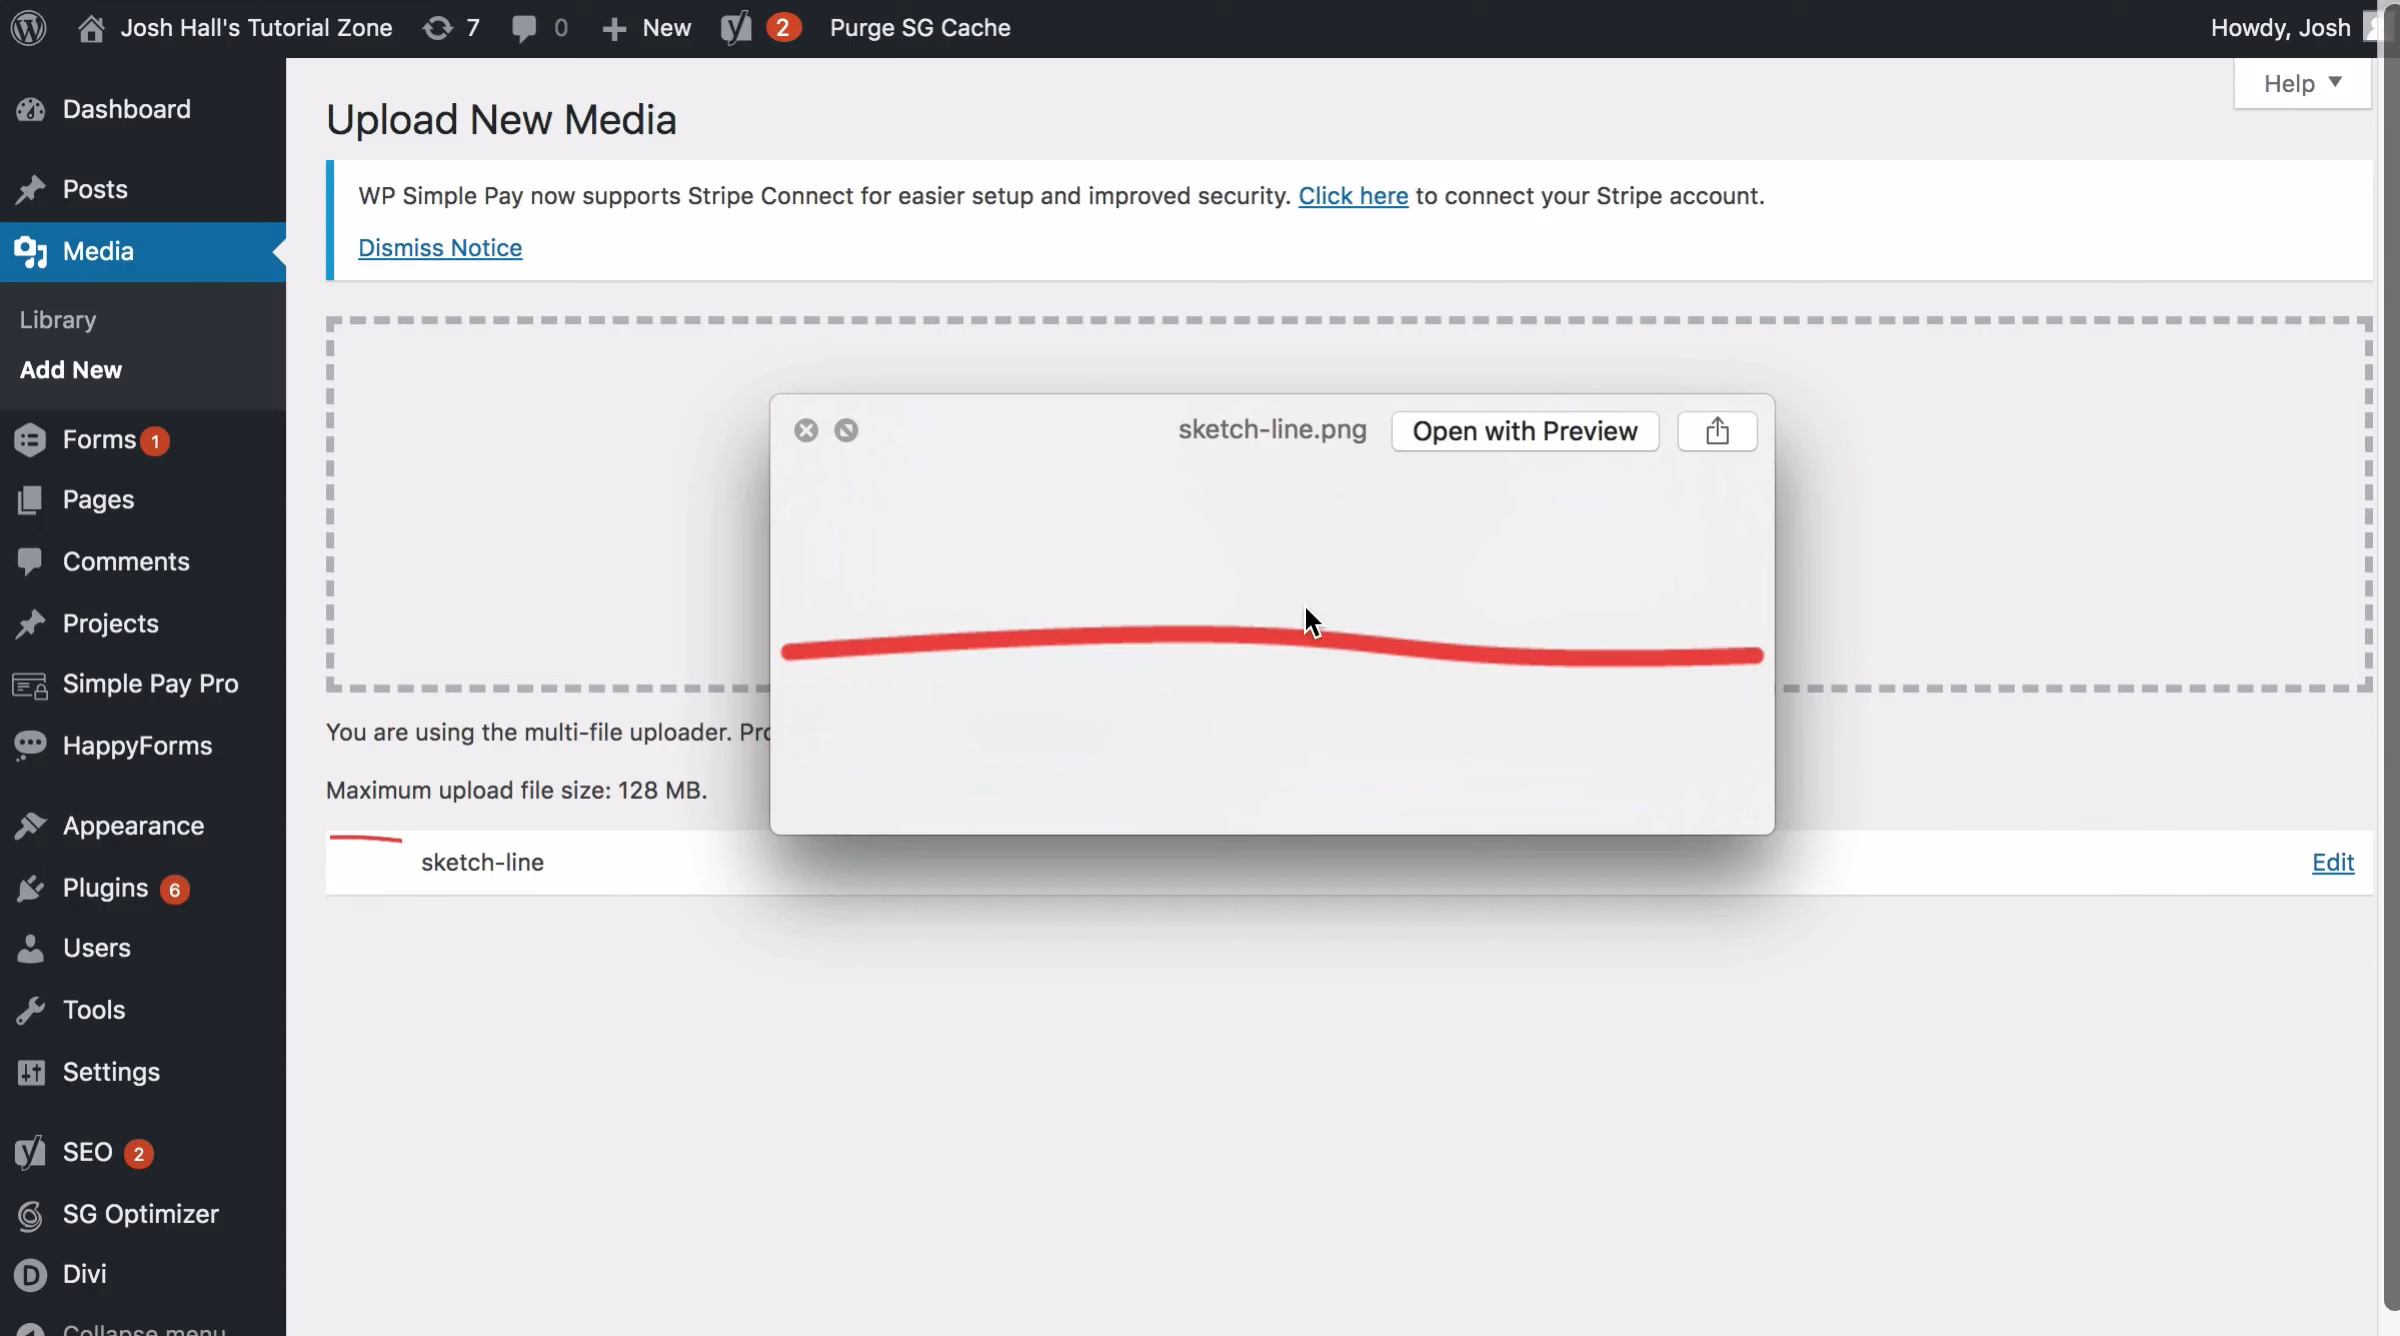 Josh Hall's Tutorial Zone 7 0 New 2 Purge SG Cache Howdy, Josh
Help
Dashboard
Posts
Media
Library
Add New
Forms 1
Pages
Comments
Projects
Simple Pay Pro
HappyForms
Appearance
Plugins 6
Users
Tools
Settings
SEO 2
SG Optimizer
Divi
Collapse menu
Upload New Media
WP Simple Pay now supports Stripe Connect for easier setup and improved security. Click here to connect your Stripe account.
Dismiss Notice
sketch-line.png Open with Preview
You are using the multi-file uploader.
Maximum upload file size: 128 MB.
sketch-line Edit